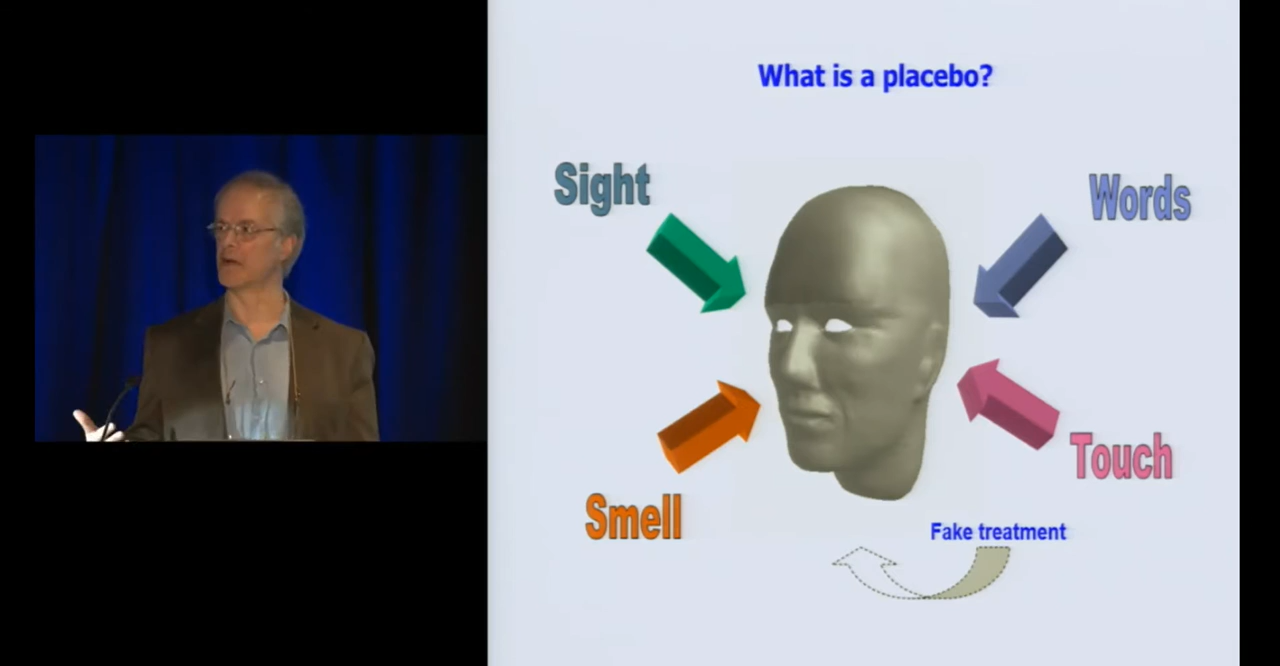 What is a placebo?
Sight
Words
Touch
Smell
Fake treatment